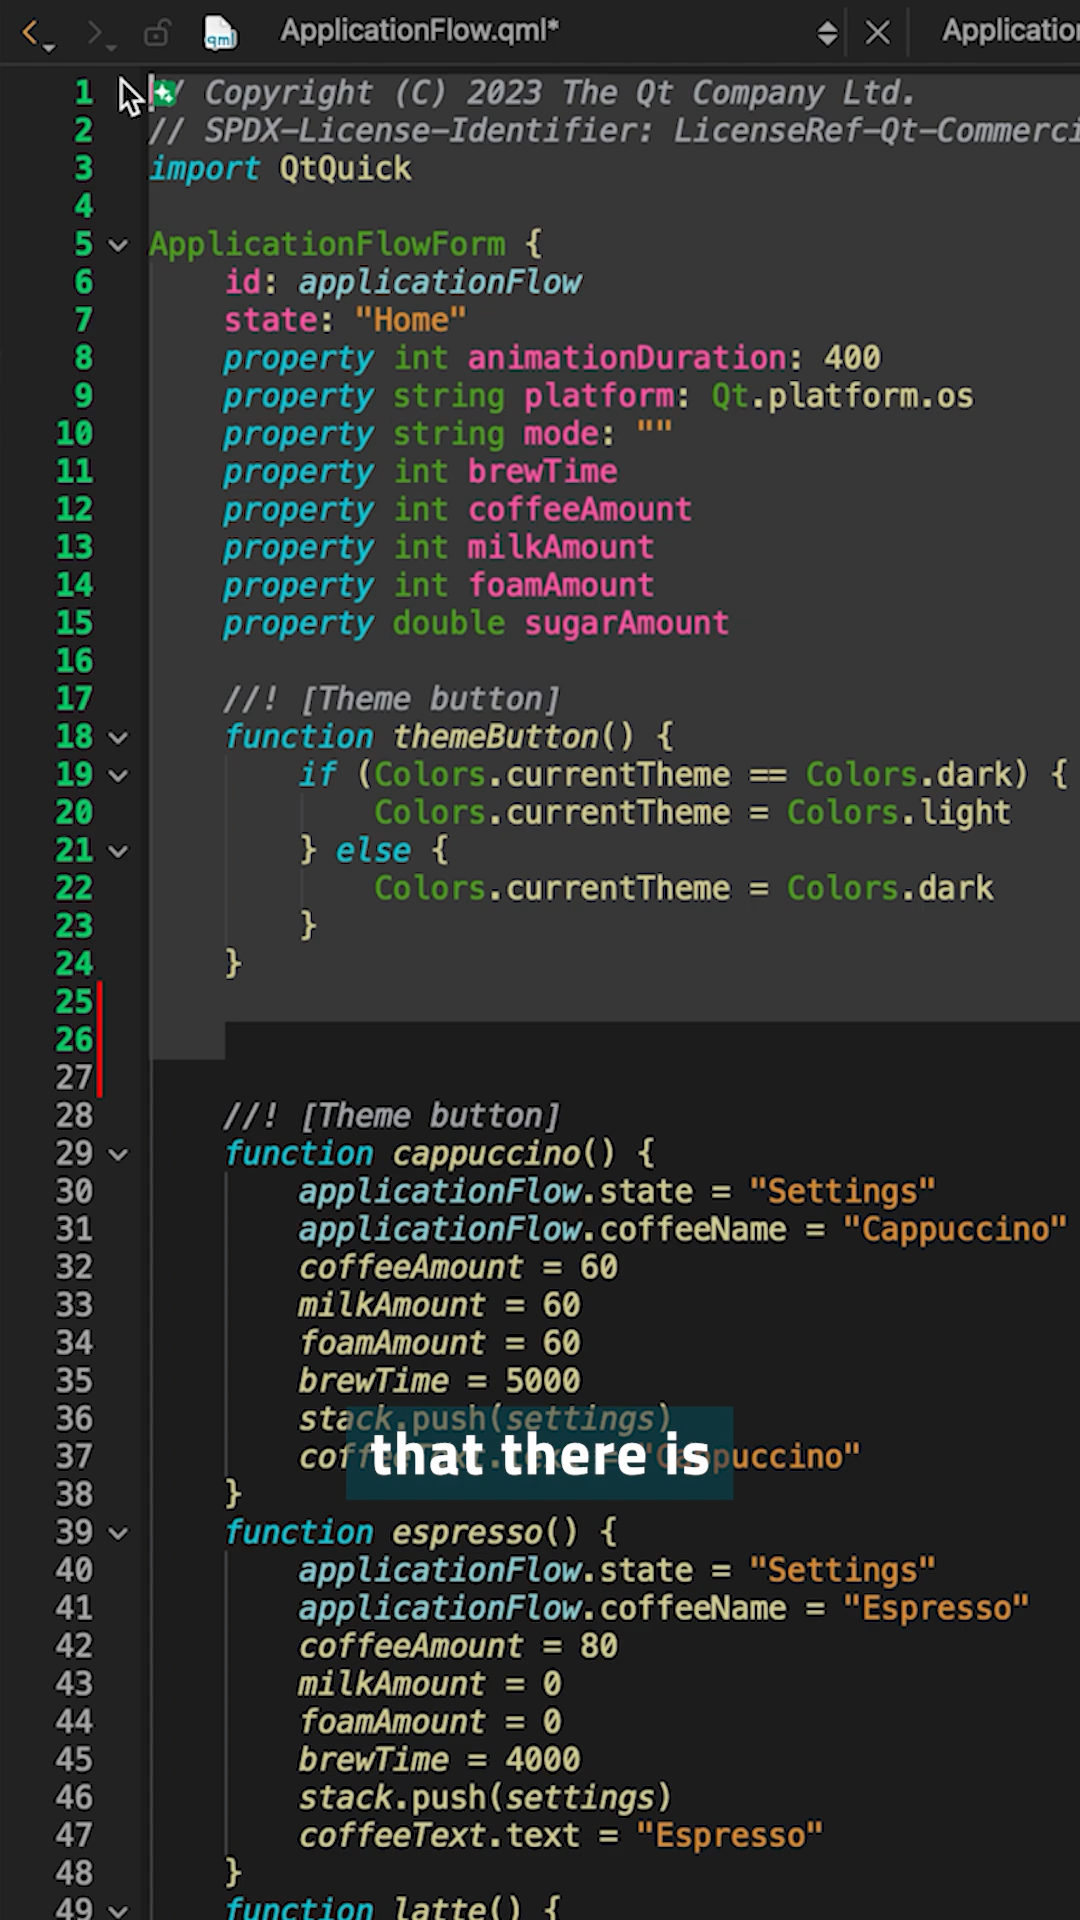 ApplicationFlow.qml*
Application
qml
1 // Copyright (C) 2023 The Qt Company Ltd.
2 // SPDX-License-Identifier: LicenseRef-Qt-Commerci
3 import QtQuick
4
5 ApplicationFlowForm {
6 id: applicationFlow
7 state: "Home"
8 property int animationDuration: 400
9 property string platform: Qt.platform.os
10 property string mode: ""
11 property int brewTime
12 property int coffeeAmount
13 property int milkAmount
14 property int foamAmount
15 property double sugarAmount
16
17 //! [Theme button]
18 function themeButton() {
19 if (Colors.currentTheme == Colors.dark) {
20 Colors.currentTheme = Colors.light
21 } else {
22 Colors.currentTheme = Colors.dark
23 }
24 }
25
26
27
28 //! [Theme button]
29 function cappuccino() {
30 applicationFlow.state = "Settings"
31 applicationFlow.coffeeName = "Cappuccino"
32 coffeeAmount = 60
33 milkAmount = 60
34 foamAmount = 60
35 brewTime = 5000
36 stack.push(settings)
37 coffeeText.text = "Cappuccino"
that there is
38 }
39 function espresso() {
40 applicationFlow.state = "Settings"
41 applicationFlow.coffeeName = "Espresso"
42 coffeeAmount = 80
43 milkAmount = 0
44 foamAmount = 0
45 brewTime = 4000
46 stack.push(settings)
47 coffeeText.text = "Espresso"
48 }
49 function latte() {